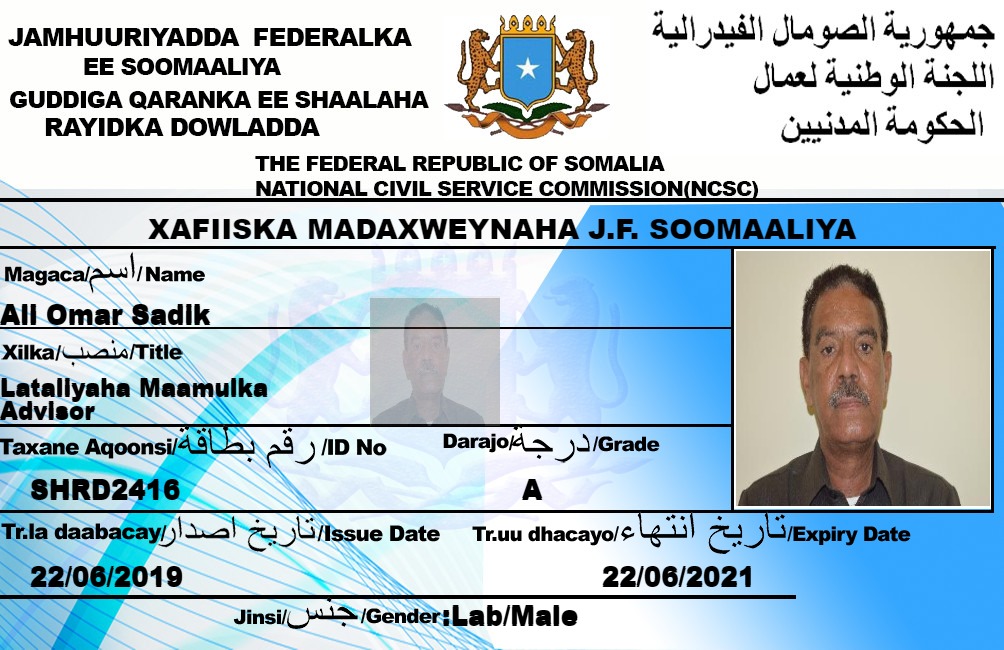 JAMHUURIYADDA FEDERALKA
EE SOOMAALIYA
GUDDIGA QARANKA EE SHAALAHA
RAYIDKA DOWLADDA
جمهورية الصومال الفيدرالية
اللجنة الوطنية لعمال
الحكومة المدنيين
THE FEDERAL REPUBLIC OF SOMALIA
NATIONAL CIVIL SERVICE COMMISSION(NCSC)
XAFIISKA MADAXWEYNAHA J.F. SOOMAALIYA
Magaca/اسم/Name
Ali Omar Sadik
Xilka/منصب/Title
Lataliyaha Maamulka
Advisor
Taxane Aqoonsi/رقم بطاقة/ID No
Darajo/درجة/Grade
SHRD2416
A
Tr.la daabacay/تاريخ اصدار/Issue Date
Tr.uu dhacayo/تاريخ انتهاء/Expiry Date
22/06/2019
22/06/2021
Jinsi/جنس/Gender:Lab/Male